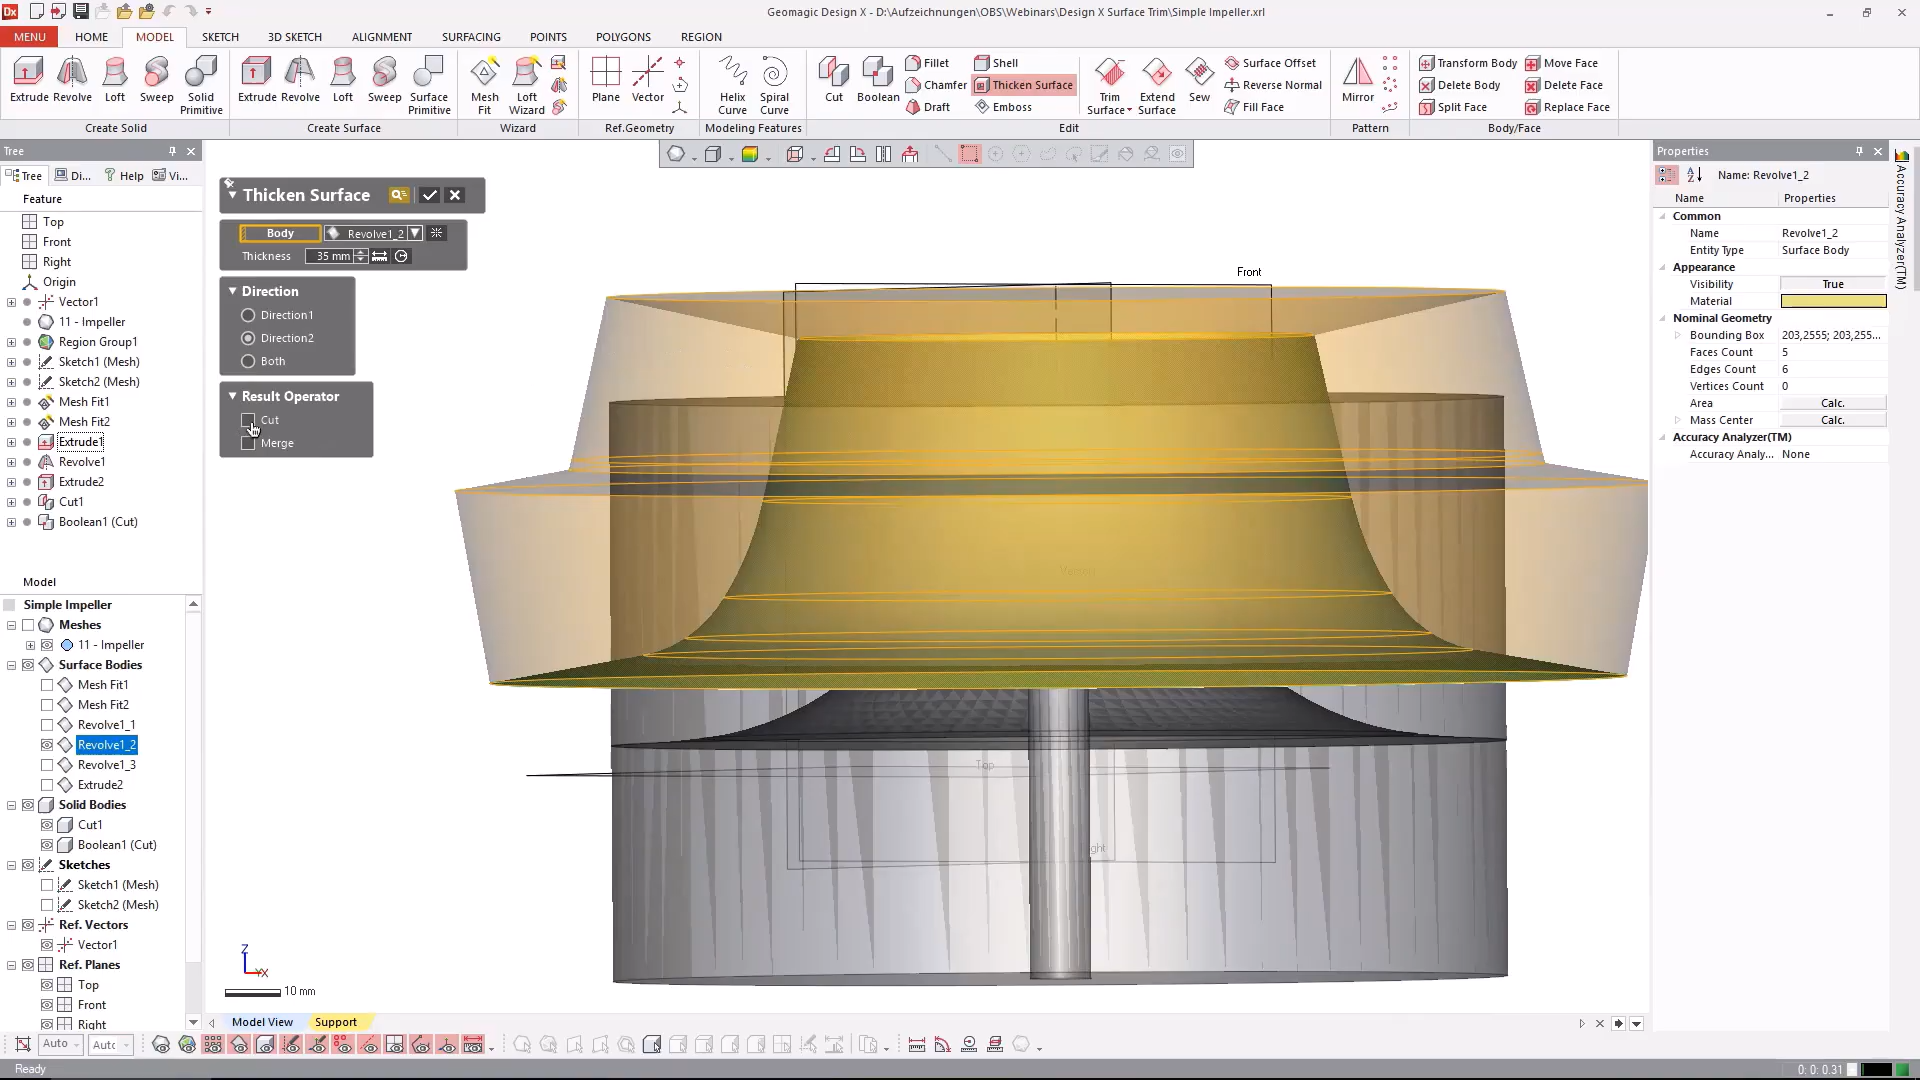 Geomagic Design X - D:\Aufzeichnungen\OBS\Webinars\Design X Surface Trim\Simple Impeller.xrl
MENU HOME MODEL SKETCH 3D SKETCH ALIGNMENT SURFACING POINTS POLYGONS REGION
Extrude Revolve Loft Sweep Solid Primitive
Create Solid
Extrude Revolve Loft Sweep Surface Primitive
Create Surface
Mesh Fit Loft Wizard
Wizard
Plane Vector
Ref.Geometry
Helix Curve Spiral Curve
Modeling Features
Cut Boolean Fillet Chamfer Draft Shell Thicken Surface Emboss
Trim Surface Extend Surface Sew Surface Offset Reverse Normal Fill Face
Edit
Mirror
Pattern
Transform Body Delete Body Split Face Move Face Delete Face Replace Face
Body/Face
Tree
Tree Di... Help Vi...
Feature
Top
Front
Right
Origin
Vector1
11 - Impeller
Region Group1
Sketch1 (Mesh)
Sketch2 (Mesh)
Mesh Fit1
Mesh Fit2
Extrude1
Revolve1
Extrude2
Cut1
Boolean1 (Cut)
Model
Simple Impeller
Meshes
11 - Impeller
Surface Bodies
Mesh Fit1
Mesh Fit2
Revolve1_1
Revolve1_2
Revolve1_3
Extrude2
Solid Bodies
Cut1
Boolean1 (Cut)
Sketches
Sketch1 (Mesh)
Sketch2 (Mesh)
Ref. Vectors
Vector1
Ref. Planes
Top
Front
Right
Thicken Surface
Body Revolve1_2
Thickness 35 mm
Direction
Direction1
Direction2
Both
Result Operator
Cut
Merge
Front
Top
ght
Z
X
10 mm
Model View Support
Properties
Name: Revolve1_2
Name Properties
Common
Name Revolve1_2
Entity Type Surface Body
Appearance
Visibility True
Material
Nominal Geometry
Bounding Box 203,2555; 203,255...
Faces Count 5
Edges Count 6
Vertices Count 0
Area Calc.
Mass Center Calc.
Accuracy Analyzer(TM)
Accuracy Analy... None
Accuracy Analyzer(TM)
Auto Autc
Ready
0: 0: 0.31